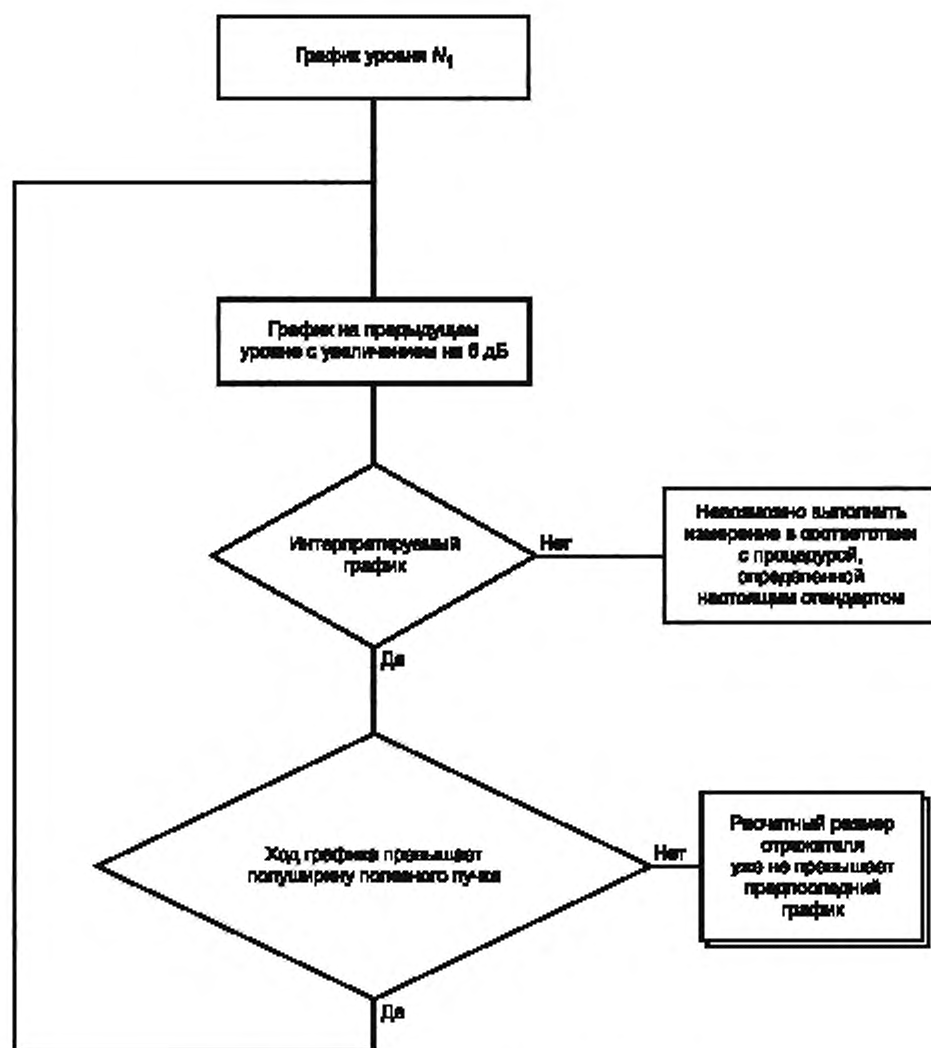 График уровня N₁
График на предыдущем
уровне с увеличением на 6 дБ
Интерпретируемый
график
Нет
Невозможно выполнить
измерение в соответствии
с процедурой,
определенной
настоящим стандартом
Да
Ход графика превышает
полуширину полезного пучка
Нет
Расчетный размер
отражателя
уже не превышает
предпоследний
график
Да